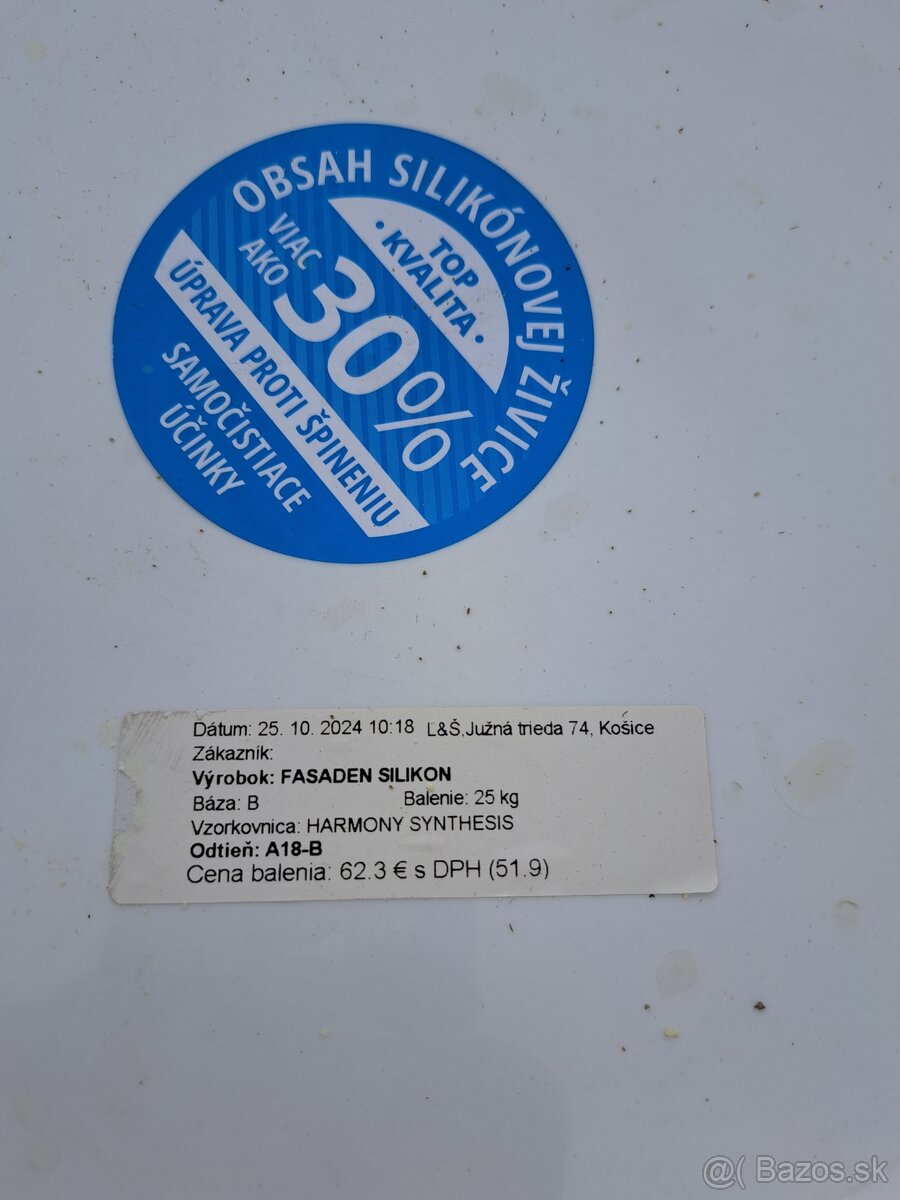 OBSAH SILIKÓNOVEJ ŽIVICE
• TOP
KVALITA •
VIAC
AKO
30%
ÚPRAVA PROTI ŠPINENIU
SAMOČISTIACE
ÚČINKY
Dátum: 25. 10. 2024 10:18 L&Š,Južná trieda 74, Košice
Zákazník:
Výrobok: FASADEN SILIKON
Báza: B Balenie: 25 kg
Vzorkovnica: HARMONY SYNTHESIS
Odtieň: A18-B
Cena balenia: 62.3 € s DPH (51.9)
@( Bazos.sk